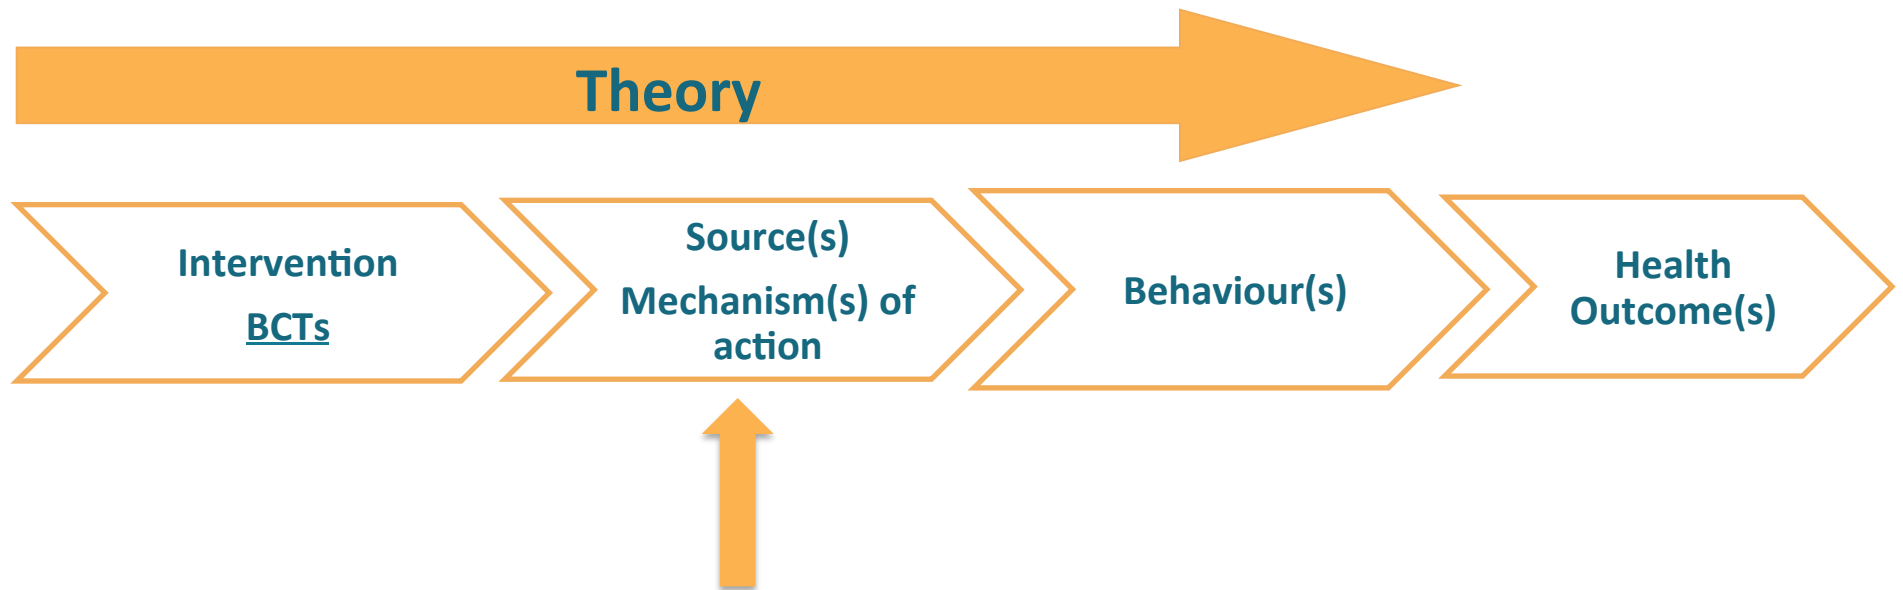 Theory
Intervention
BCTs
Source(s)
Mechanism(s) of
action
Behaviour(s)
Health
Outcome(s)